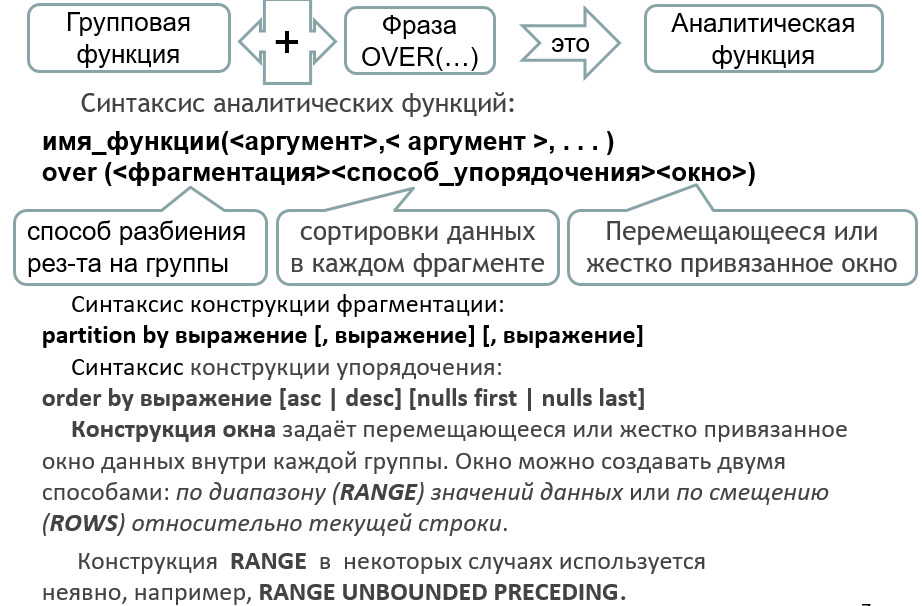 Групповая функция
+
Фраза OVER(…)
это
Аналитическая функция
Синтаксис аналитических функций:
имя_функции(<аргумент>,< аргумент >, . . . )
over (<фрагментация><способ_упорядочения><окно>)
способ разбиения
рез-та на группы
сортировки данных
в каждом фрагменте
Перемещающееся или
жестко привязанное окно
Синтаксис конструкции фрагментации:
partition by выражение [, выражение] [, выражение]
Синтаксис конструкции упорядочения:
order by выражение [asc | desc] [nulls first | nulls last]
Конструкция окна задаёт перемещающееся или жестко привязанное
окно данных внутри каждой группы. Окно можно создавать двумя
способами: по диапазону (RANGE) значений данных или по смещению
(ROWS) относительно текущей строки.
Конструкция RANGE в некоторых случаях используется
неявно, например, RANGE UNBOUNDED PRECEDING.